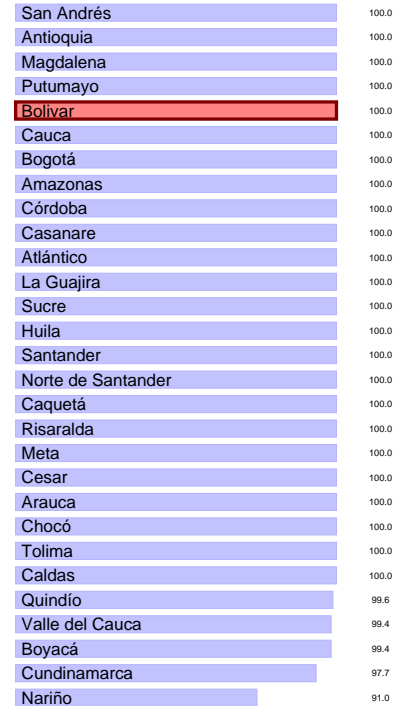 San Andrés 100.0
Antioquia 100.0
Magdalena 100.0
Putumayo 100.0
Bolivar 100.0
Cauca 100.0
Bogotá 100.0
Amazonas 100.0
Córdoba 100.0
Casanare 100.0
Atlántico 100.0
La Guajira 100.0
Sucre 100.0
Huila 100.0
Santander 100.0
Norte de Santander 100.0
Caquetá 100.0
Risaralda 100.0
Meta 100.0
Cesar 100.0
Arauca 100.0
Chocó 100.0
Tolima 100.0
Caldas 100.0
Quindío 99.6
Valle del Cauca 99.4
Boyacá 99.4
Cundinamarca 97.7
Nariño 91.0